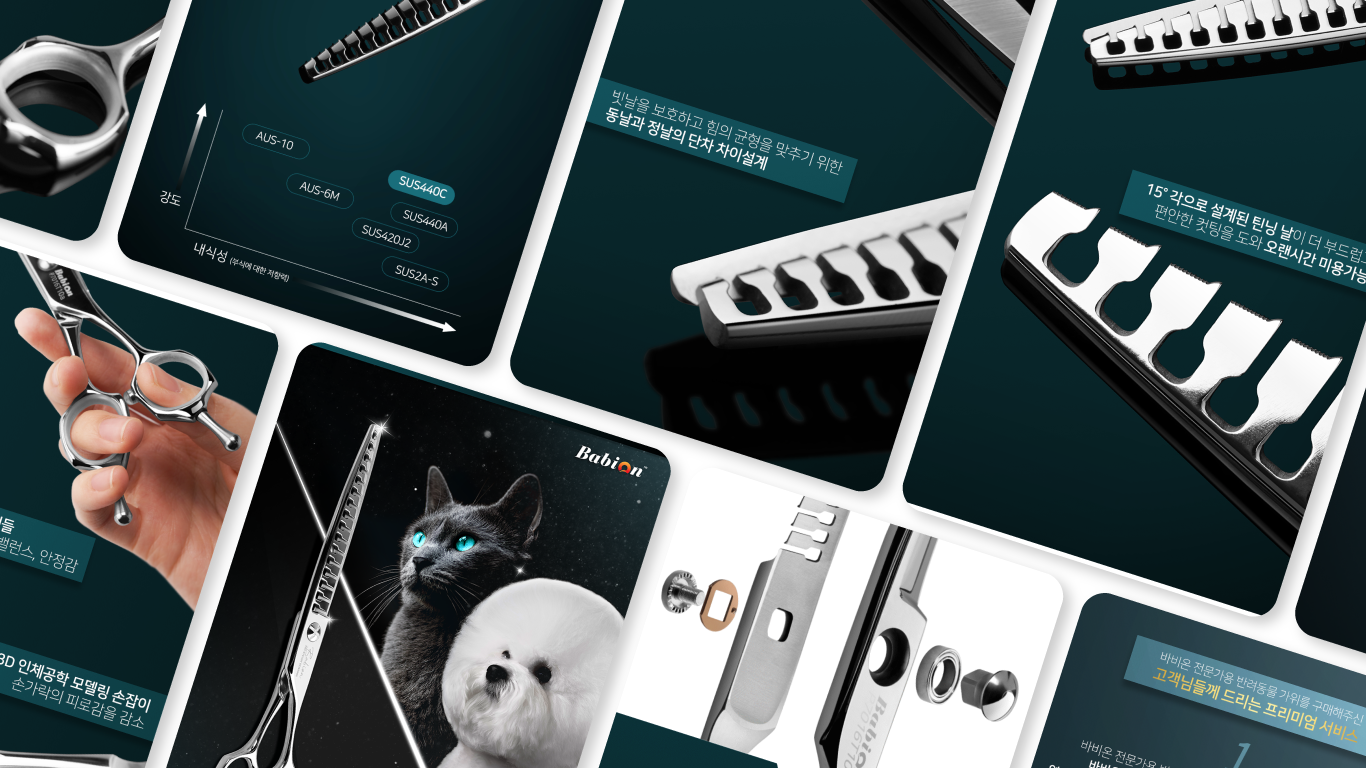 강도
AUS-10
AUS-6M
SUS440C
SUS440A
SUS420J2
SUS2A-S
내식성 (부식에 대한 저항력)
빗날을 보호하고 힘의 균형을 맞추기 위한
동날과 정날의 단차 차이설계
15° 각으로 설계된 틴닝 날이 더 부드럽고
편안한 컷팅을 도와 오랜시간 미용가능
Babion
밸런스, 안정감
3D 인체공학 모델링 손잡이
손가락의 피로감을 감소
Babion™
Babion
바비온 전문가용 반려동물 가위를 구매해주신
고객님들께 드리는 프리미엄 서비스
1
바비온 전문가용